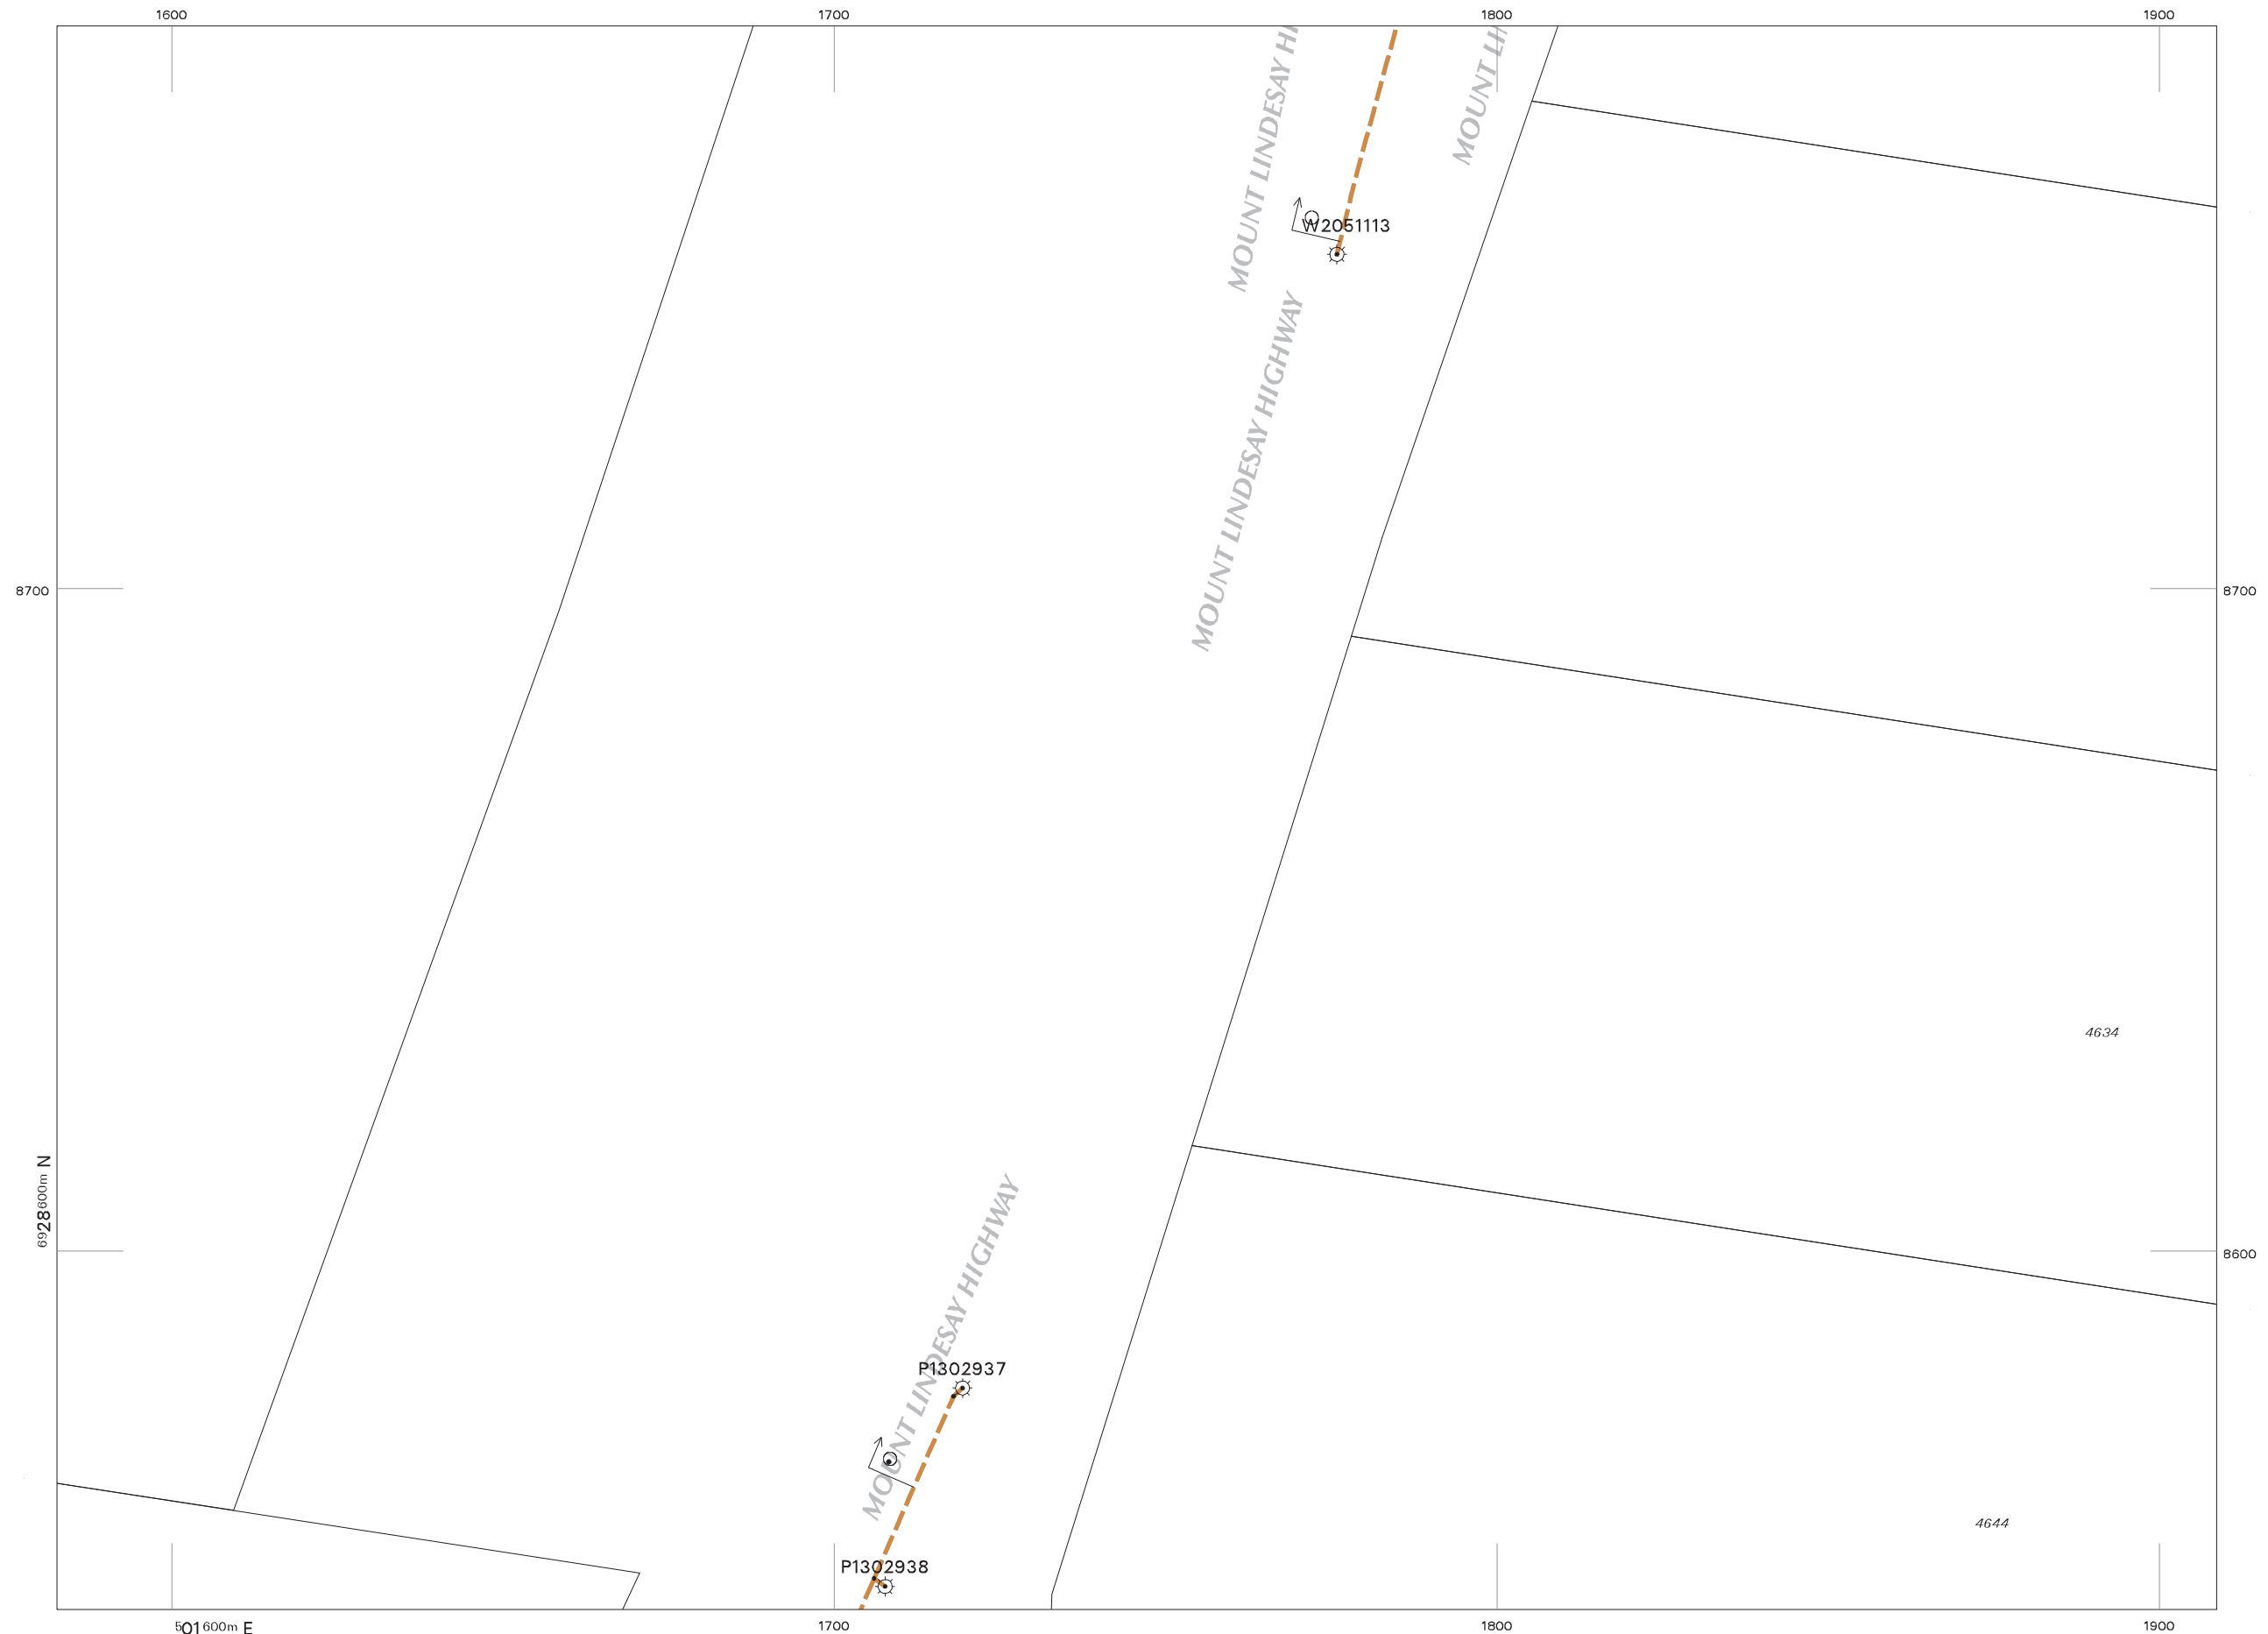 1600 1700 1800 1900
MOUNT LINDESAY HI
MOUNT LI
W2051113
MOUNT LINDESAY HIGHWAY
8700 8700
4634
6928600m N
8600
MOUNT LINDESAY HIGHWAY
P1302937
4644
P1302938
501600m E 1700 1800 1900